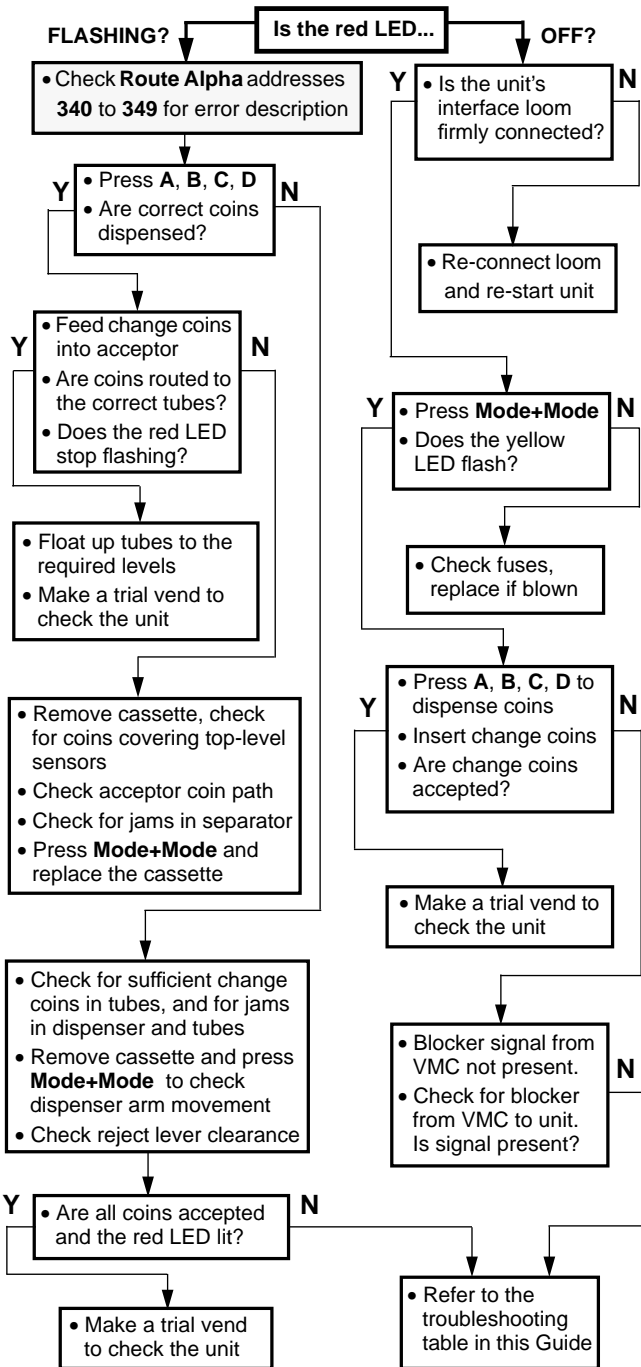 Is the red LED...
FLASHING?
OFF?
• Check Route Alpha addresses
340 to 349 for error description
Y
N
• Press A, B, C, D
• Are correct coins
dispensed?
Y
N
• Feed change coins
into acceptor
• Are coins routed to
the correct tubes?
• Does the red LED
stop flashing?
• Float up tubes to the
required levels
• Make a trial vend to
check the unit
• Remove cassette, check
for coins covering top-level
sensors
• Check acceptor coin path
• Check for jams in separator
• Press Mode+Mode and
replace the cassette
• Check for sufficient change
coins in tubes, and for jams
in dispenser and tubes
• Remove cassette and press
Mode+Mode to check
dispenser arm movement
• Check reject lever clearance
Y
N
• Are all coins accepted
and the red LED lit?
• Make a trial vend
to check the unit
Y
N
• Is the unit's
interface loom
firmly connected?
• Re-connect loom
and re-start unit
Y
N
• Press Mode+Mode
• Does the yellow
LED flash?
• Check fuses,
replace if blown
Y
N
• Press A, B, C, D to
dispense coins
• Insert change coins
• Are change coins
accepted?
• Make a trial vend to
check the unit
• Blocker signal from
VMC not present.
• Check for blocker
from VMC to unit.
Is signal present?
N
• Refer to the
troubleshooting
table in this Guide